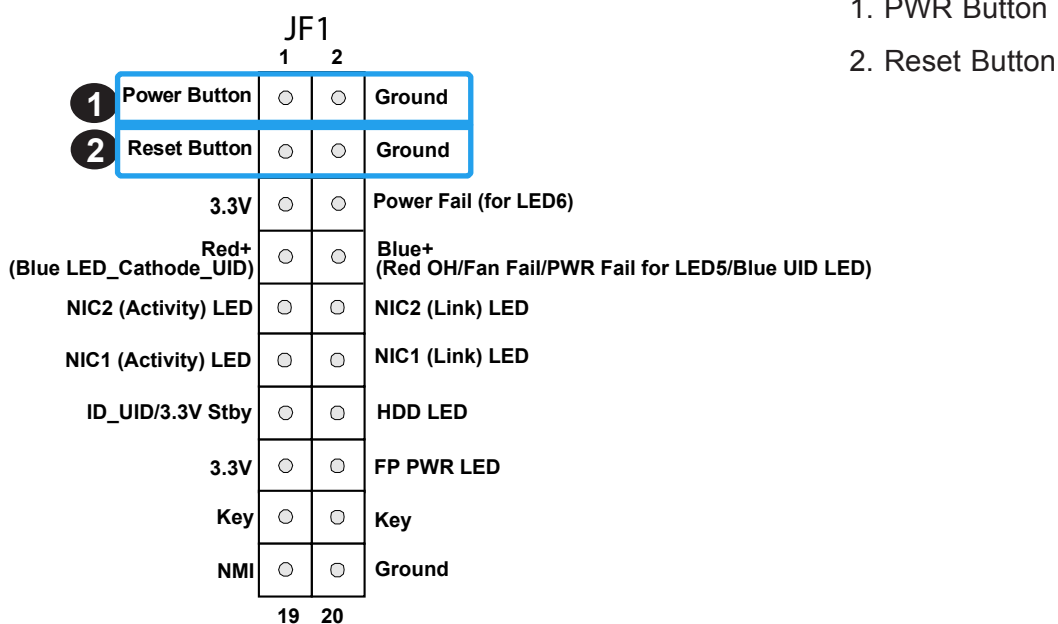 1. PWR Button
2. Reset Button
JF1
1 2
1 Power Button Ground
2 Reset Button Ground
3.3V Power Fail (for LED6)
Red+ Blue+
(Blue LED_Cathode_UID) (Red OH/Fan Fail/PWR Fail for LED5/Blue UID LED)
NIC2 (Activity) LED NIC2 (Link) LED
NIC1 (Activity) LED NIC1 (Link) LED
ID_UID/3.3V Stby HDD LED
3.3V FP PWR LED
Key Key
NMI Ground
19 20